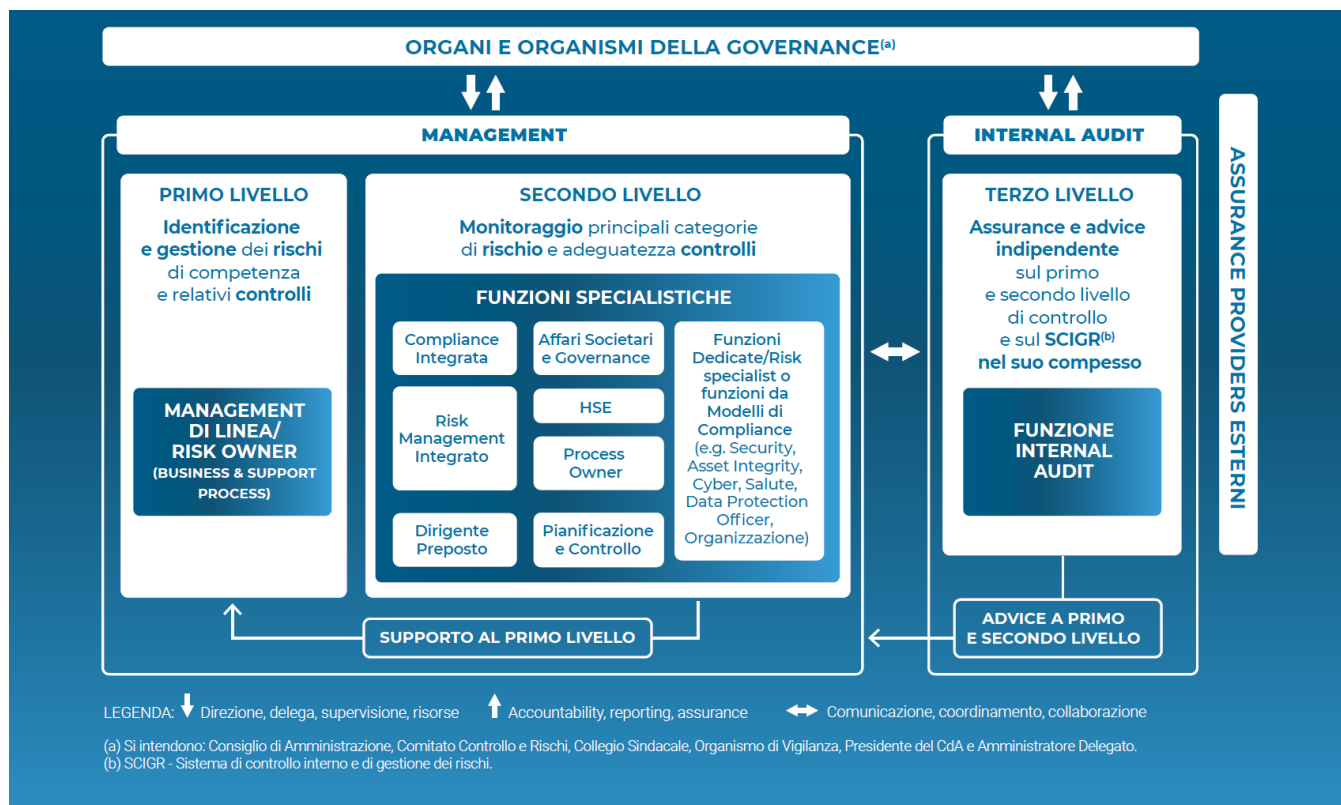 ORGANI E ORGANISMI DELLA GOVERNANCE(a)
MANAGEMENT
PRIMO LIVELLO
Identificazione
e gestione dei rischi
di competenza
e relativi controlli
MANAGEMENT
DI LINEA/
RISK OWNER
(BUSINESS & SUPPORT
PROCESS)
SECONDO LIVELLO
Monitoraggio principali categorie
di rischio e adeguatezza controlli
FUNZIONI SPECIALISTICHE
Compliance
Integrata
Affari Societari
e Governance
Risk
Management
Integrato
HSE
Process
Owner
Dirigente
Preposto
Pianificazione
e Controllo
Funzioni
Dedicate/Risk
specialist o
funzioni da
Modelli di
Compliance
(e.g. Security,
Asset Integrity,
Cyber, Salute,
Data Protection
Officer,
Organizzazione)
SUPPORTO AL PRIMO LIVELLO
INTERNAL AUDIT
TERZO LIVELLO
Assurance e advice
indipendente
sul primo
e secondo livello
di controllo
e sul SCIGR(b)
nel suo compesso
FUNZIONE
INTERNAL
AUDIT
ADVICE A PRIMO
E SECONDO LIVELLO
ASSURANCE PROVIDERS ESTERNI
LEGENDA: Direzione, delega, supervisione, risorse Accountability, reporting, assurance Comunicazione, coordinamento, collaborazione
(a) Si intendono: Consiglio di Amministrazione, Comitato Controllo e Rischi, Collegio Sindacale, Organismo di Vigilanza, Presidente del CdA e Amministratore Delegato.
(b) SCIGR - Sistema di controllo interno e di gestione dei rischi.